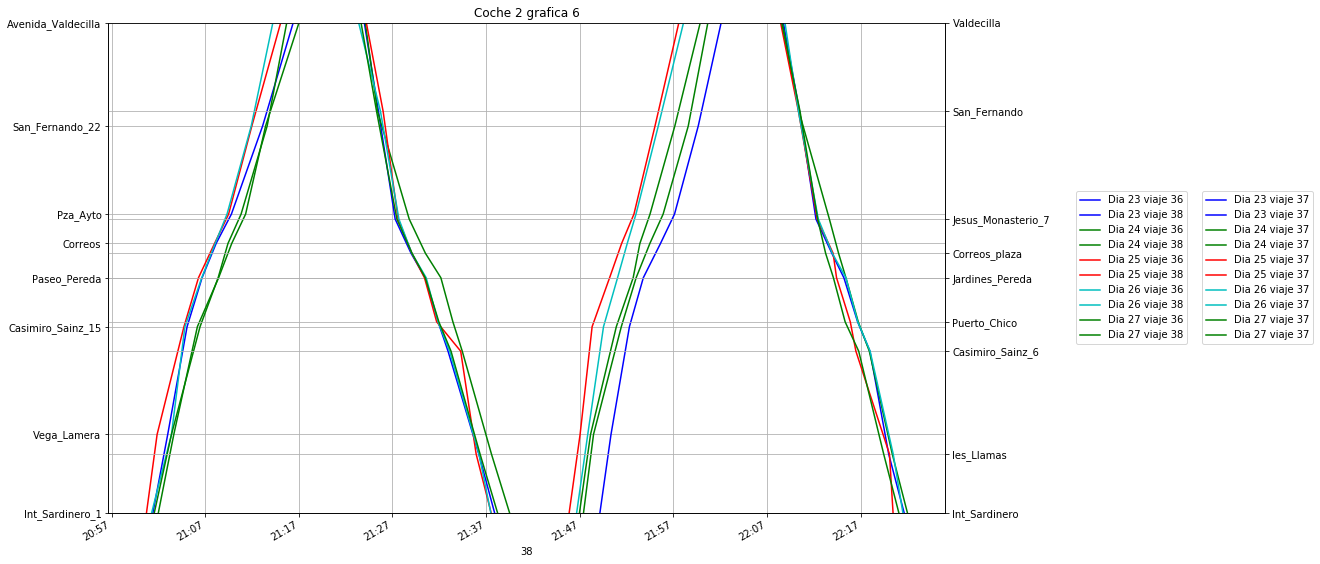 Coche 2 grafica 6
Avenida_Valdecilla
San_Fernando_22
Pza_Ayto
Correos
Paseo_Pereda
Casimiro_Sainz_15
Vega_Lamera
Int_Sardinero_1
Valdecilla
San_Fernando
Jesus_Monasterio_7
Correos_plaza
Jardines_Pereda
Puerto_Chico
Casimiro_Sainz_6
Ies_Llamas
Int_Sardinero
20:57
21:07
21:17
21:27
21:37
21:47
21:57
22:07
22:17
38
Dia 23 viaje 36
Dia 23 viaje 38
Dia 24 viaje 36
Dia 24 viaje 38
Dia 25 viaje 36
Dia 25 viaje 38
Dia 26 viaje 36
Dia 26 viaje 38
Dia 27 viaje 36
Dia 27 viaje 38
Dia 23 viaje 37
Dia 23 viaje 37
Dia 24 viaje 37
Dia 24 viaje 37
Dia 25 viaje 37
Dia 25 viaje 37
Dia 26 viaje 37
Dia 26 viaje 37
Dia 27 viaje 37
Dia 27 viaje 37